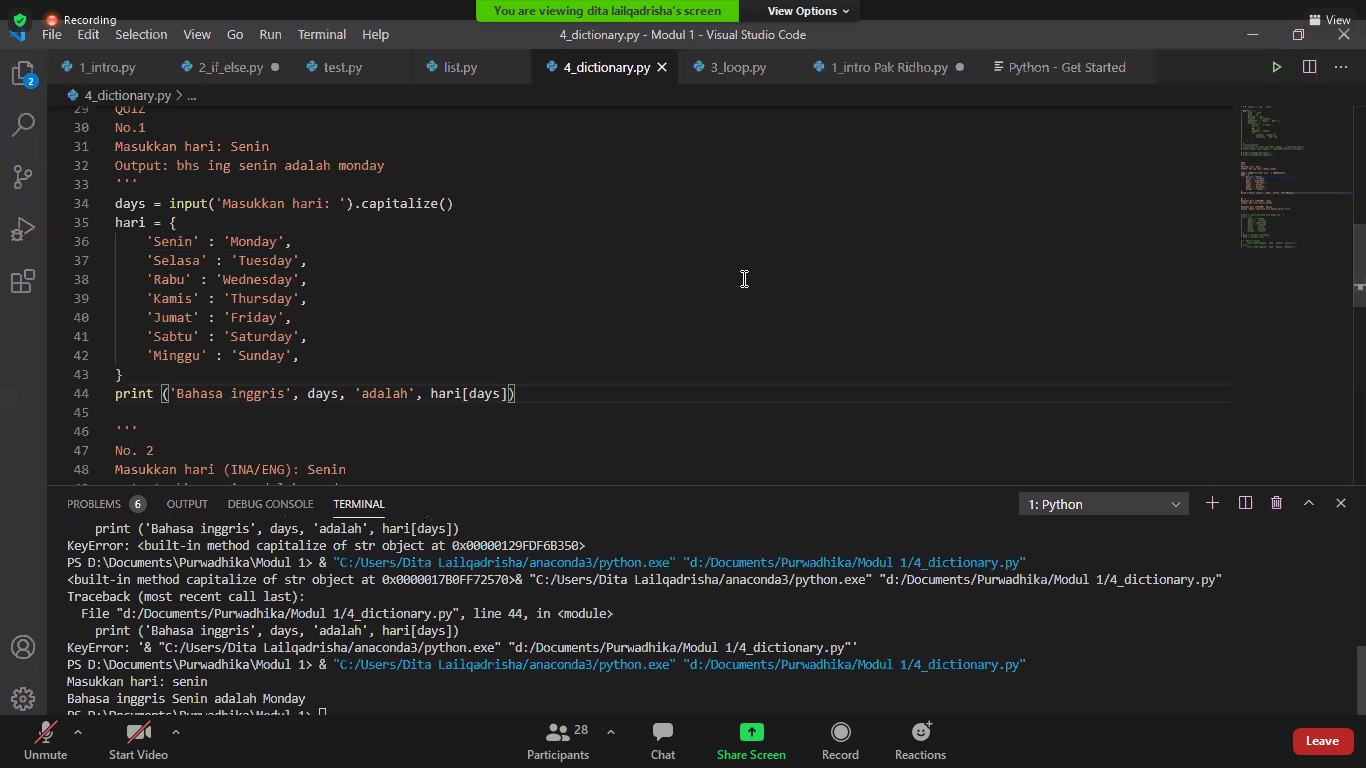 You are viewing dita lailqadrisha's screen
View Options
Recording
View
File Edit Selection View Go Run Terminal Help
4_dictionary.py - Modul 1 - Visual Studio Code
1_intro.py
2_if_else.py
test.py
list.py
4_dictionary.py
3_loop.py
1_intro Pak Ridho.py
Python - Get Started
2
4_dictionary.py > ...
29 QUIZ
30 No.1
31 Masukkan hari: Senin
32 Output: bhs ing senin adalah monday
33 '''
34 days = input('Masukkan hari: ').capitalize()
35 hari = {
36 'Senin' : 'Monday',
37 'Selasa' : 'Tuesday',
38 'Rabu' : 'Wednesday',
39 'Kamis' : 'Thursday',
40 'Jumat' : 'Friday',
41 'Sabtu' : 'Saturday',
42 'Minggu' : 'Sunday',
43 }
44 print ('Bahasa inggris', days, 'adalah', hari[days])
45
46 '''
47 No. 2
48 Masukkan hari (INA/ENG): Senin
PROBLEMS 6 OUTPUT DEBUG CONSOLE TERMINAL
1: Python
print ('Bahasa inggris', days, 'adalah', hari[days])
KeyError: <built-in method capitalize of str object at 0x00000129FDF6B350>
PS D:\Documents\Purwadhika\Modul 1> & "C:/Users/Dita Lailqadrisha/anaconda3/python.exe" "d:/Documents/Purwadhika/Modul 1/4_dictionary.py"
<built-in method capitalize of str object at 0x0000017B0FF72570>& "C:/Users/Dita Lailqadrisha/anaconda3/python.exe" "d:/Documents/Purwadhika/Modul 1/4_dictionary.py"
Traceback (most recent call last):
File "d:/Documents/Purwadhika/Modul 1/4_dictionary.py", line 44, in <module>
print ('Bahasa inggris', days, 'adalah', hari[days])
KeyError: '& "C:/Users/Dita Lailqadrisha/anaconda3/python.exe" "d:/Documents/Purwadhika/Modul 1/4_dictionary.py"'
PS D:\Documents\Purwadhika\Modul 1> & "C:/Users/Dita Lailqadrisha/anaconda3/python.exe" "d:/Documents/Purwadhika/Modul 1/4_dictionary.py"
Masukkan hari: senin
Bahasa inggris Senin adalah Monday
PS D:\Documents\Purwadhika\Modul 1>
Unmute
Start Video
Participants 28
Chat
Share Screen
Record
Reactions
Leave